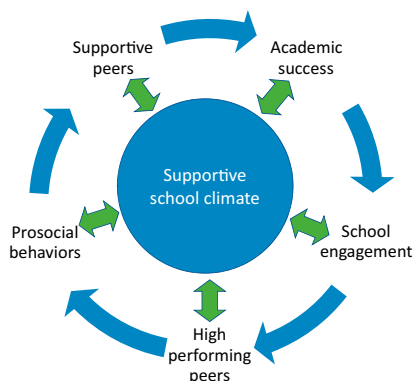 Supportive
peers
Academic
success
Supportive
school climate
Prosocial
behaviors
School
engagement
High
performing
peers